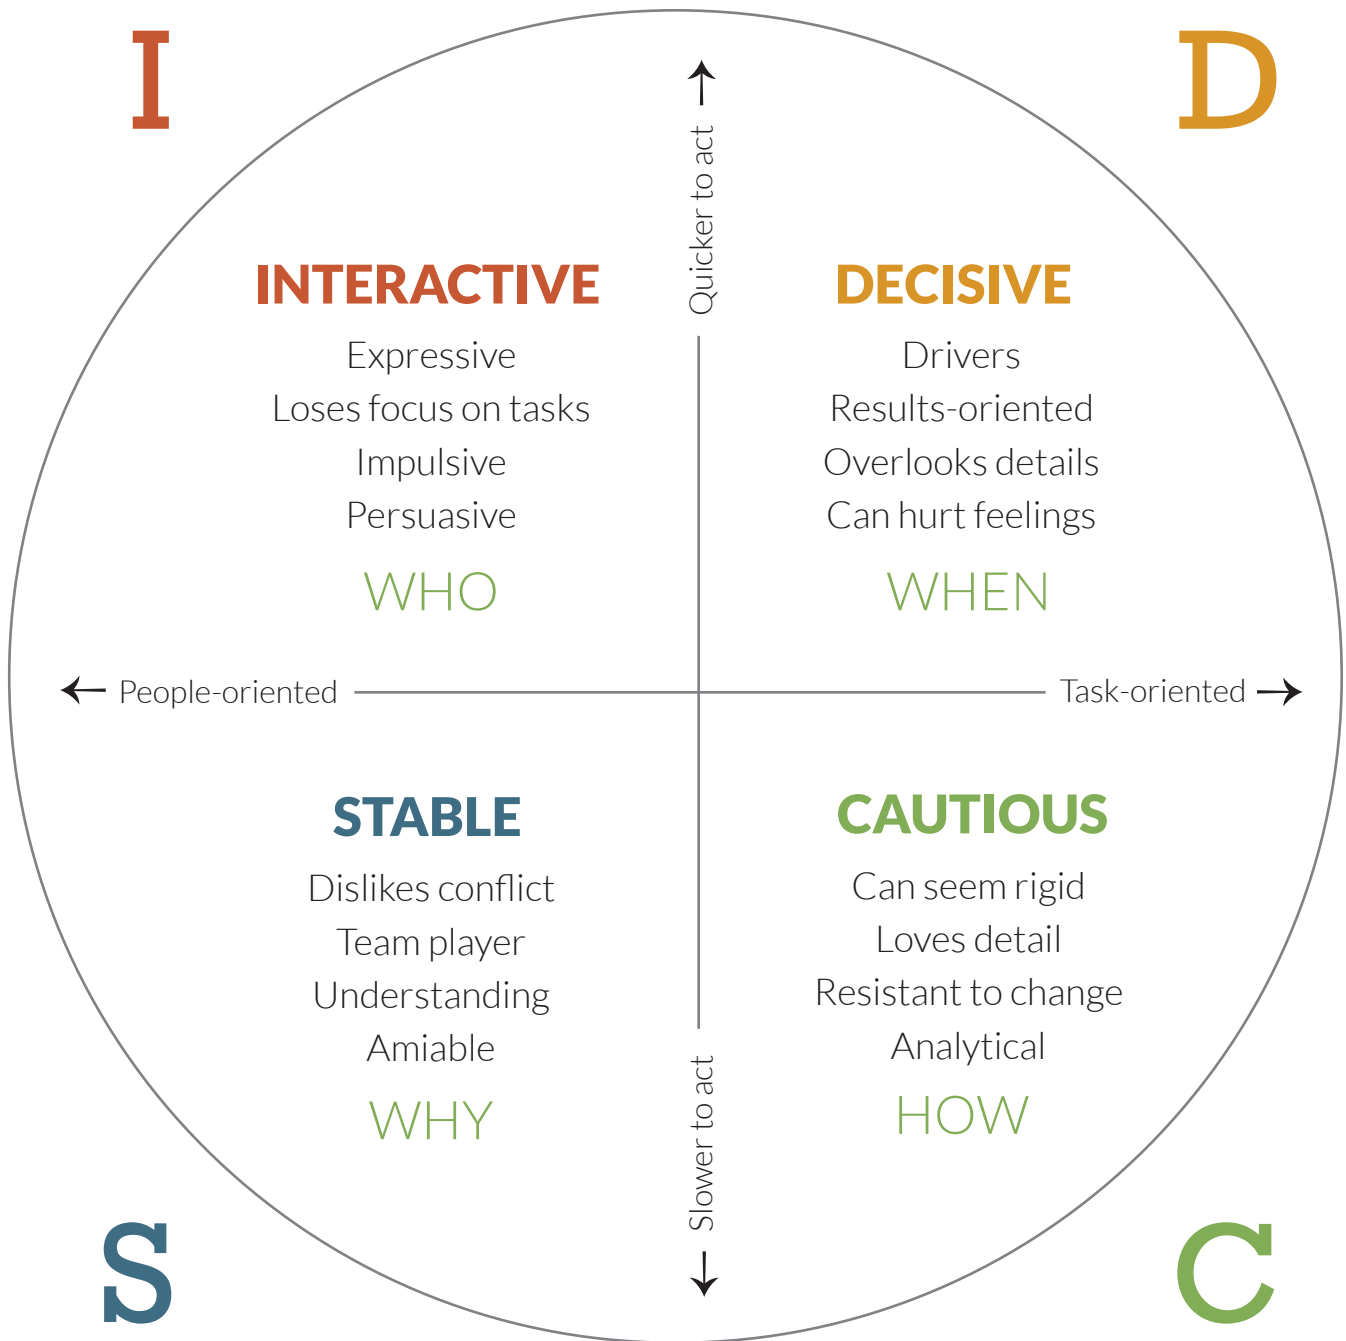 I
D
Quicker to act
INTERACTIVE
Expressive
Loses focus on tasks
Impulsive
Persuasive
WHO
DECISIVE
Drivers
Results-oriented
Overlooks details
Can hurt feelings
WHEN
People-oriented
Task-oriented
STABLE
Dislikes conflict
Team player
Understanding
Amiable
WHY
CAUTIOUS
Can seem rigid
Loves detail
Resistant to change
Analytical
HOW
Slower to act
S
C